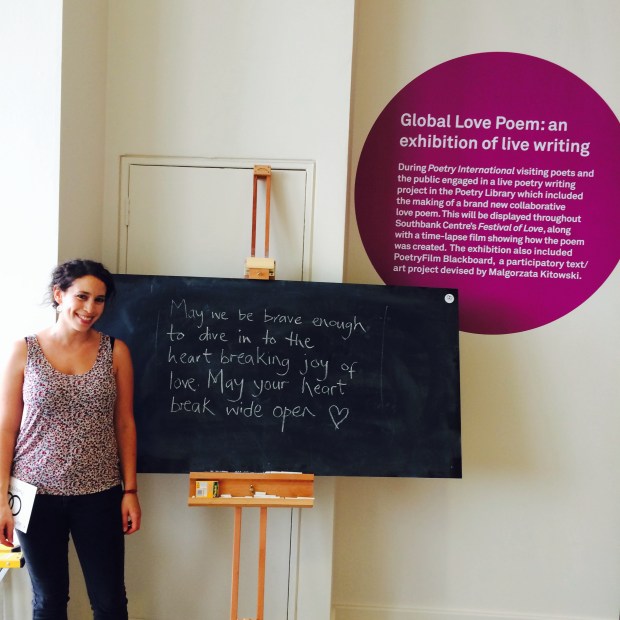 Global Love Poem: an
exhibition of live writing
During Poetry International visiting poets and
the public engaged in a live poetry writing
project in the Poetry Library which included
the making of a brand new collaborative
love poem. This will be displayed throughout
Southbank Centre's Festival of Love, along
with a time-lapse film showing how the poem
was created. The exhibition also included
PoetryFilm Blackboard, a participatory text/
art project devised by Malgorzata Kitowski.
May we be brave enough
to dive in to the
heart breaking joy of
love. May your heart
break wide open ♡